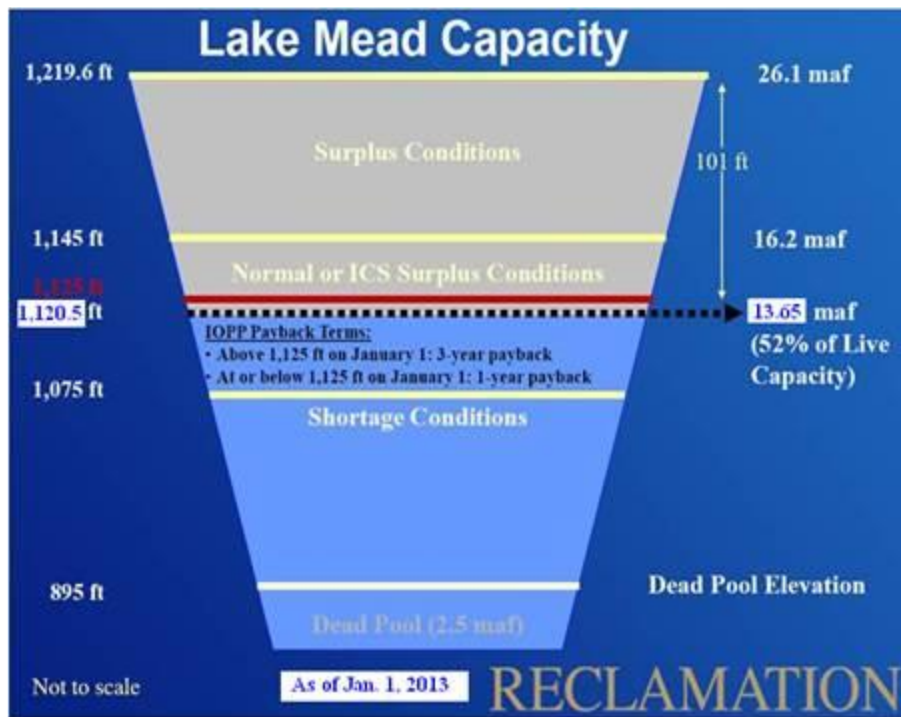 Lake Mead Capacity
1,219.6 ft
26.1 maf
Surplus Conditions
101 ft
1,145 ft
16.2 maf
Normal or ICS Surplus Conditions
1,125 ft
1,120.5 ft
13.65 maf
(52% of Live
Capacity)
IOPP Payback Terms:
• Above 1,125 ft on January 1: 3-year payback
• At or below 1,125 ft on January 1: 1-year payback
1,075 ft
Shortage Conditions
895 ft
Dead Pool Elevation
Dead Pool (2.5 maf)
Not to scale
As of Jan. 1, 2013
RECLAMATION